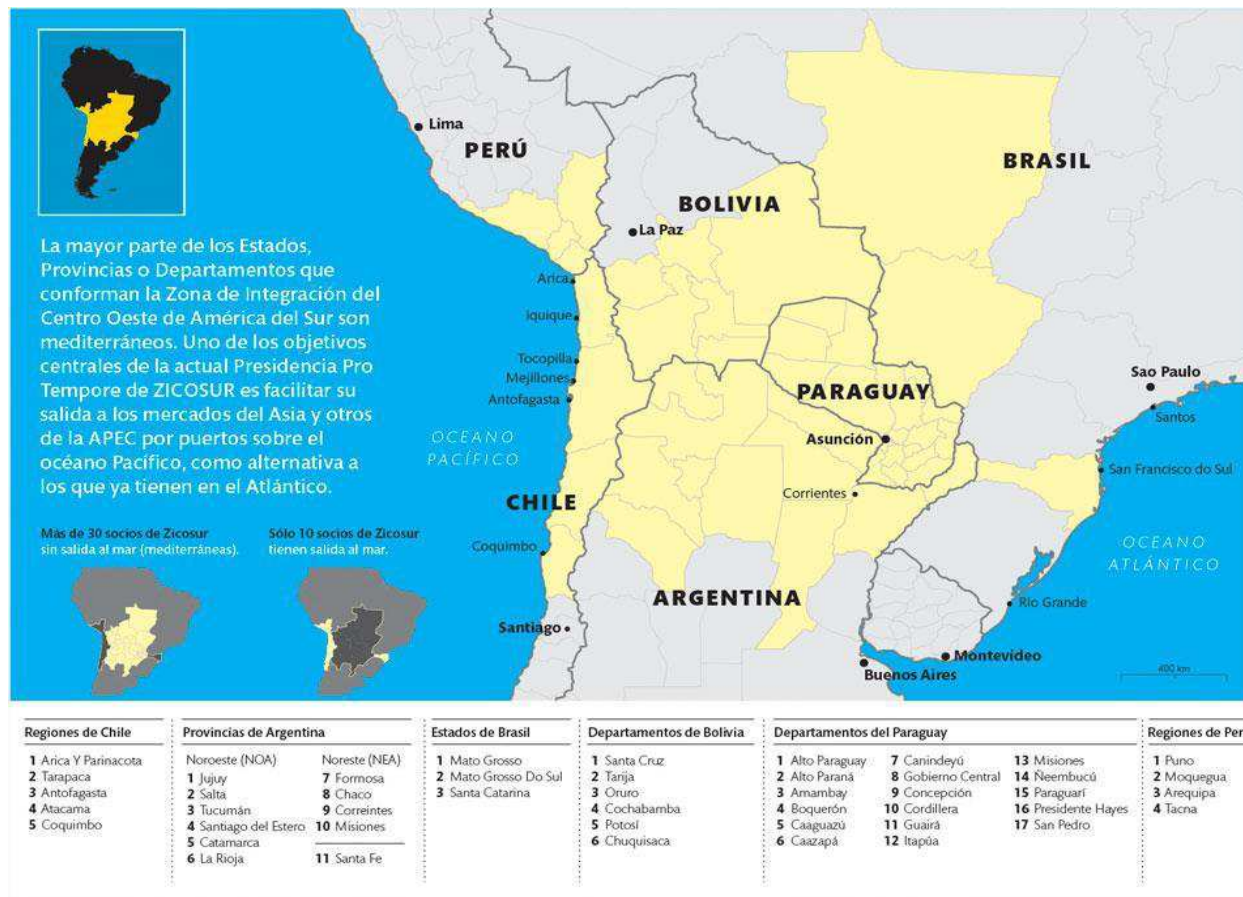 Lima
PERÚ
BRASIL
BOLIVIA
La Paz
La mayor parte de los Estados,
Provincias o Departamentos que
conforman la Zona de Integración del
Centro Oeste de América del Sur son
mediterráneos. Uno de los objetivos
centrales de la actual Presidencia Pro
Tempore de ZICOSUR es facilitar su
salida a los mercados del Asia y otros
de la APEC por puertos sobre el
océano Pacífico, como alternativa a
los que ya tienen en el Atlántico.
Arica
Iquique
Tocopilla
Mejillones
Antofagasta
OCEANO
PACÍFICO
PARAGUAY
Asunción
Sao Paulo
Santos
San Francisco do Sul
Corrientes
CHILE
Coquimbo
OCEANO
ATLÁNTICO
Más de 30 socios de Zicosur
sin salida al mar (mediterráneas).
Sólo 10 socios de Zicosur
tienen salida al mar.
ARGENTINA
Santiago
Río Grande
Montevídeo
Buenos Aires
400 km
Regiones de Chile
1 Arica Y Parinacota
2 Tarapaca
3 Antofagasta
4 Atacama
5 Coquimbo
Provincias de Argentina
Noroeste (NOA)
1 Jujuy
2 Salta
3 Tucumán
4 Santiago del Estero
5 Catamarca
6 La Rioja
Noreste (NEA)
7 Formosa
8 Chaco
9 Correintes
10 Misiones
11 Santa Fe
Estados de Brasil
1 Mato Grosso
2 Mato Grosso Do Sul
3 Santa Catarina
Departamentos de Bolivia
1 Santa Cruz
2 Tarija
3 Oruro
4 Cochabamba
5 Potosí
6 Chuquisaca
Departamentos del Paraguay
1 Alto Paraguay
2 Alto Paraná
3 Amambay
4 Boquerón
5 Caaguazú
6 Caazapá
7 Canindeyú
8 Gobierno Central
9 Concepción
10 Cordillera
11 Guairá
12 Itapúa
13 Misiones
14 Ñeembucú
15 Paraguarí
16 Presidente Hayes
17 San Pedro
Regiones de Per
1 Puno
2 Moquegua
3 Arequipa
4 Tacna